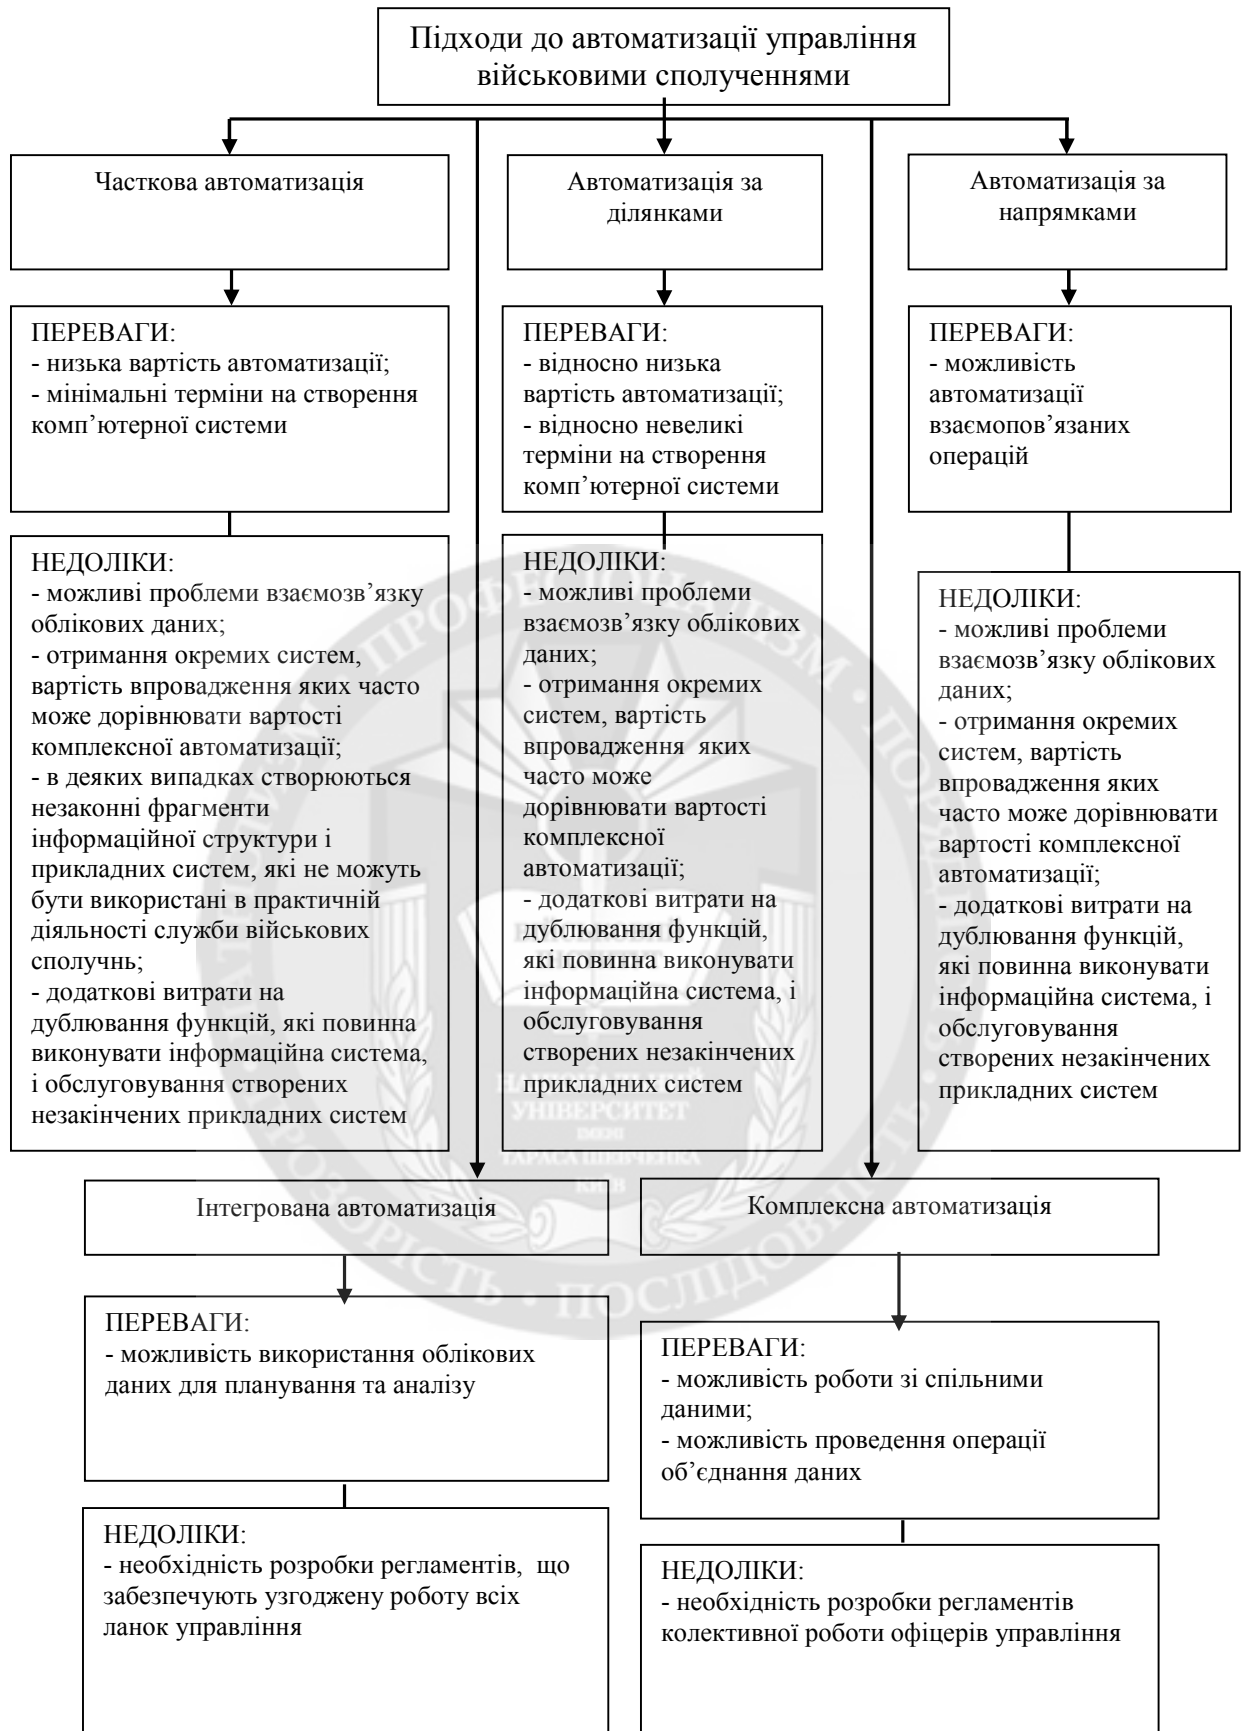 Підходи до автоматизації управління
військовими сполученнями
Часткова автоматизація
Автоматизація за
ділянками
Автоматизація за
напрямками
ПЕРЕВАГИ:
- низька вартість автоматизації;
- мінімальні терміни на створення
комп’ютерної системи
ПЕРЕВАГИ:
- відносно низька
вартість автоматизації;
- відносно невеликі
терміни на створення
комп’ютерної системи
ПЕРЕВАГИ:
- можливість
автоматизації
взаємопов’язаних
операцій
НЕДОЛІКИ:
- можливі проблеми взаємозв’язку
облікових даних;
- отримання окремих систем,
вартість впровадження яких часто
може дорівнювати вартості
комплексної автоматизації;
- в деяких випадках створюються
незаконні фрагменти
інформаційної структури і
прикладних систем, які не можуть
бути використані в практичній
діяльності служби військових
сполучнь;
- додаткові витрати на
дублювання функцій, які повинна
виконувати інформаційна система,
і обслуговування створених
незакінчених прикладних систем
НЕДОЛІКИ:
- можливі проблеми
взаємозв’язку облікових
даних;
- отримання окремих
систем, вартість
впровадження яких
часто може
дорівнювати вартості
комплексної
автоматизації;
- додаткові витрати на
дублювання функцій,
які повинна виконувати
інформаційна система, і
обслуговування
створених незакінчених
прикладних систем
НЕДОЛІКИ:
- можливі проблеми
взаємозв’язку облікових
даних;
- отримання окремих
систем, вартість
впровадження яких
часто може дорівнювати
вартості комплексної
автоматизації;
- додаткові витрати на
дублювання функцій,
які повинна виконувати
інформаційна система, і
обслуговування
створених незакінчених
прикладних систем
Інтегрована автоматизація
Комплексна автоматизація
ПЕРЕВАГИ:
- можливість використання облікових
даних для планування та аналізу
ПЕРЕВАГИ:
- можливість роботи зі спільними
даними;
- можливість проведення операції
об’єднання даних
НЕДОЛІКИ:
- необхідність розробки регламентів, що
забезпечують узгоджену роботу всіх
ланок управління
НЕДОЛІКИ:
- необхідність розробки регламентів
колективної роботи офіцерів управління
НАЦІОНАЛЬНИЙ
УНІВЕРСИТЕТ
ІМЕНІ
ТАРАСА ШЕВЧЕНКА
КИЇВ
ПРОФЕСІОНАЛІЗМ
ПРОЗОРІСТЬ
ПОСЛІДОВНІСТЬ